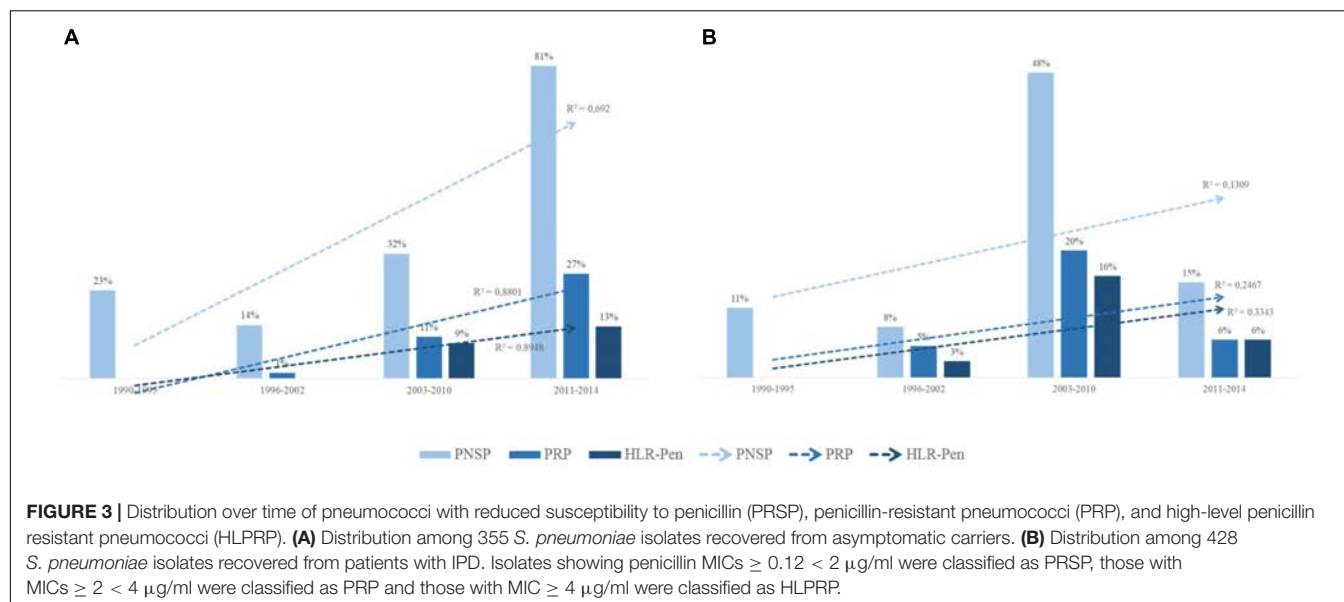 A
B
81%
R² = 0,692
23%
14%
32%
27%
R² = 0,8801
11%
9%
13%
R² = 0,8948
1%
1990-1995
1996-2002
2003-2010
2011-2014
48%
R² = 0,1309
11%
8%
5%
3%
20%
16%
15%
R² = 0,2467
R² = 0,3343
6%
6%
1990-1995
1996-2002
2003-2010
2011-2014
PNSP PRP HLR-Pen PNSP PRP HLR-Pen
FIGURE 3 | Distribution over time of pneumococci with reduced susceptibility to penicillin (PRSP), penicillin-resistant pneumococci (PRP), and high-level penicillin
resistant pneumococci (HLPRP). (A) Distribution among 355 S. pneumoniae isolates recovered from asymptomatic carriers. (B) Distribution among 428
S. pneumoniae isolates recovered from patients with IPD. Isolates showing penicillin MICs ≥ 0.12 < 2 μg/ml were classified as PRSP, those with
MICs ≥ 2 < 4 μg/ml were classified as PRP and those with MIC ≥ 4 μg/ml were classified as HLPRP.